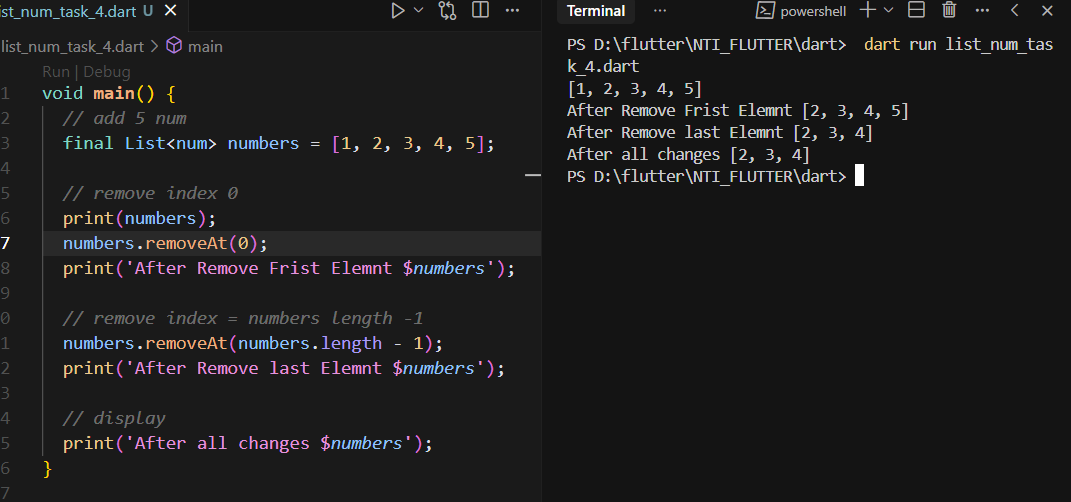 ist_num_task_4.dart U
list_num_task_4.dart > main
Run | Debug
1 void main() {
2 // add 5 num
3 final List<num> numbers = [1, 2, 3, 4, 5];
4
5 // remove index 0
6 print(numbers);
7 numbers.removeAt(0);
8 print('After Remove Frist Elemnt $numbers');
9
0 // remove index = numbers length -1
1 numbers.removeAt(numbers.length - 1);
2 print('After Remove last Elemnt $numbers');
3
4 // display
5 print('After all changes $numbers');
6 }
7
Terminal ... powershell
PS D:\flutter\NTI_FLUTTER\dart> dart run list_num_tas
k_4.dart
[1, 2, 3, 4, 5]
After Remove Frist Elemnt [2, 3, 4, 5]
After Remove last Elemnt [2, 3, 4]
After all changes [2, 3, 4]
PS D:\flutter\NTI_FLUTTER\dart>